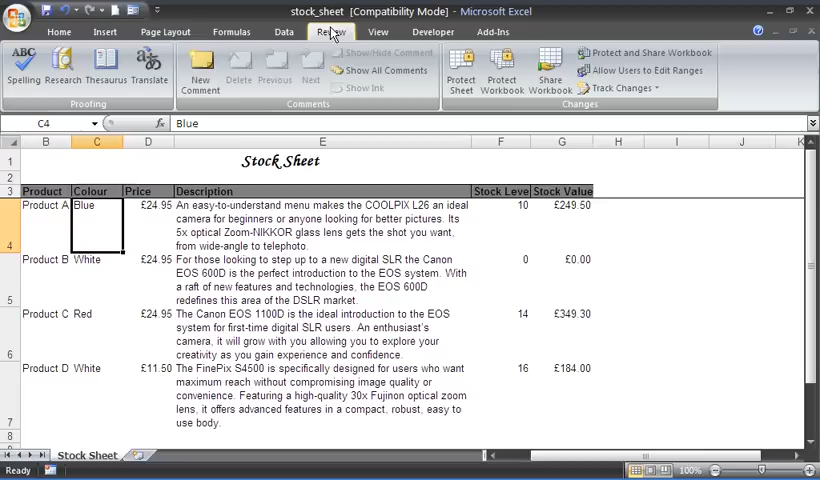 stock_sheet [Compatibility Mode] - Microsoft Excel
Home Insert Page Layout Formulas Data Review View Developer Add-Ins
ABC
Spelling Research Thesaurus Translate
New Comment Delete Previous Next
Show/Hide Comment
Show All Comments
Show Ink
Protect Sheet Protect Workbook Share Workbook
Protect and Share Workbook
Allow Users to Edit Ranges
Track Changes
Proofing Comments Changes
C4 fx Blue
B C D E F G H I J K
1 Stock Sheet
2
3 Product Colour Price Description Stock Leve Stock Value
Product A Blue £24.95 An easy-to-understand menu makes the COOLPIX L26 an ideal 10 £249.50
camera for beginners or anyone looking for better pictures. Its
5x optical Zoom-NIKKOR glass lens gets the shot you want,
4 from wide-angle to telephoto.
Product B White £24.95 For those looking to step up to a new digital SLR the Canon 0 £0.00
EOS 600D is the perfect introduction to the EOS system. With
a raft of new features and technologies, the EOS 600D
5 redefines this area of the DSLR market.
Product C Red £24.95 The Canon EOS 1100D is the ideal introduction to the EOS 14 £349.30
system for first-time digital SLR users. An enthusiast's
camera, it will grow with you allowing you to explore your
6 creativity as you gain experience and confidence.
Product D White £11.50 The FinePix S4500 is specifically designed for users who want 16 £184.00
maximum reach without compromising image quality or
convenience. Featuring a high-quality 30x Fujinon optical zoom
lens, it offers advanced features in a compact, robust, easy to
7 use body.
8
Stock Sheet
Ready 100%